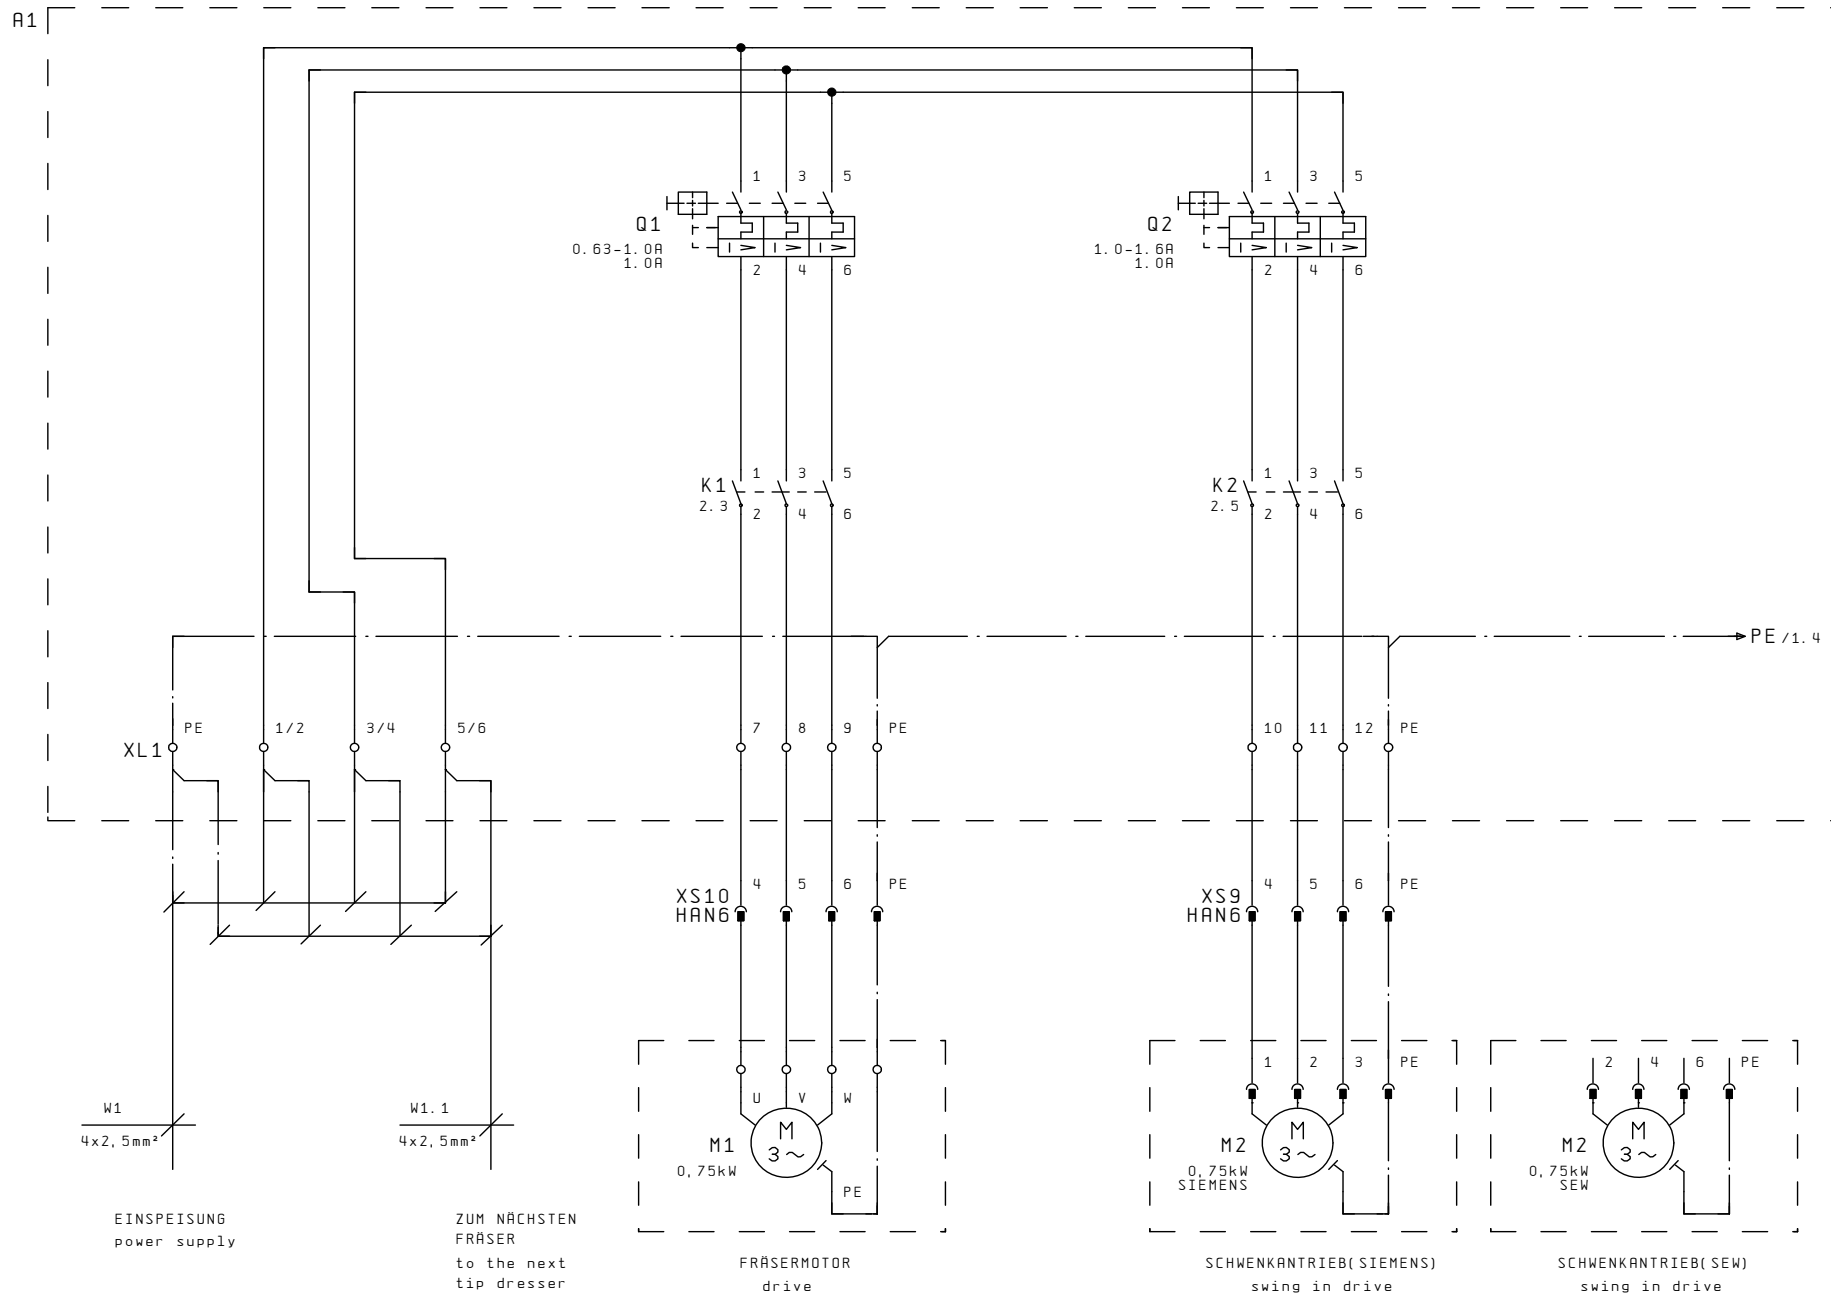 A1
1 3 5
1 3 5
Q1
0.63-1.0A
1.0A
Q2
1.0-1.6A
1.0A
I > I > I >
I > I > I >
2 4 6
2 4 6
1 3 5
1 3 5
K1
2.3
K2
2.5
2 4 6
2 4 6
PE /1.4
PE 1/2 3/4 5/6
7 8 9 PE
10 11 12 PE
XL1
4 5 6 PE
4 5 6 PE
XS10
HAN6
XS9
HAN6
1 2 3 PE
2 4 6 PE
U V W
W1
4x2,5mm²
W1.1
4x2,5mm²
M1
0,75kW
M
3~
PE
M2
0,75kW
SIEMENS
M
3~
M2
0,75kW
SEW
M
3~
EINSPEISUNG
power supply
ZUM NÄCHSTEN
FRÄSER
to the next
tip dresser
FRÄSERMOTOR
drive
SCHWENKANTRIEB(SIEMENS)
swing in drive
SCHWENKANTRIEB(SEW)
swing in drive